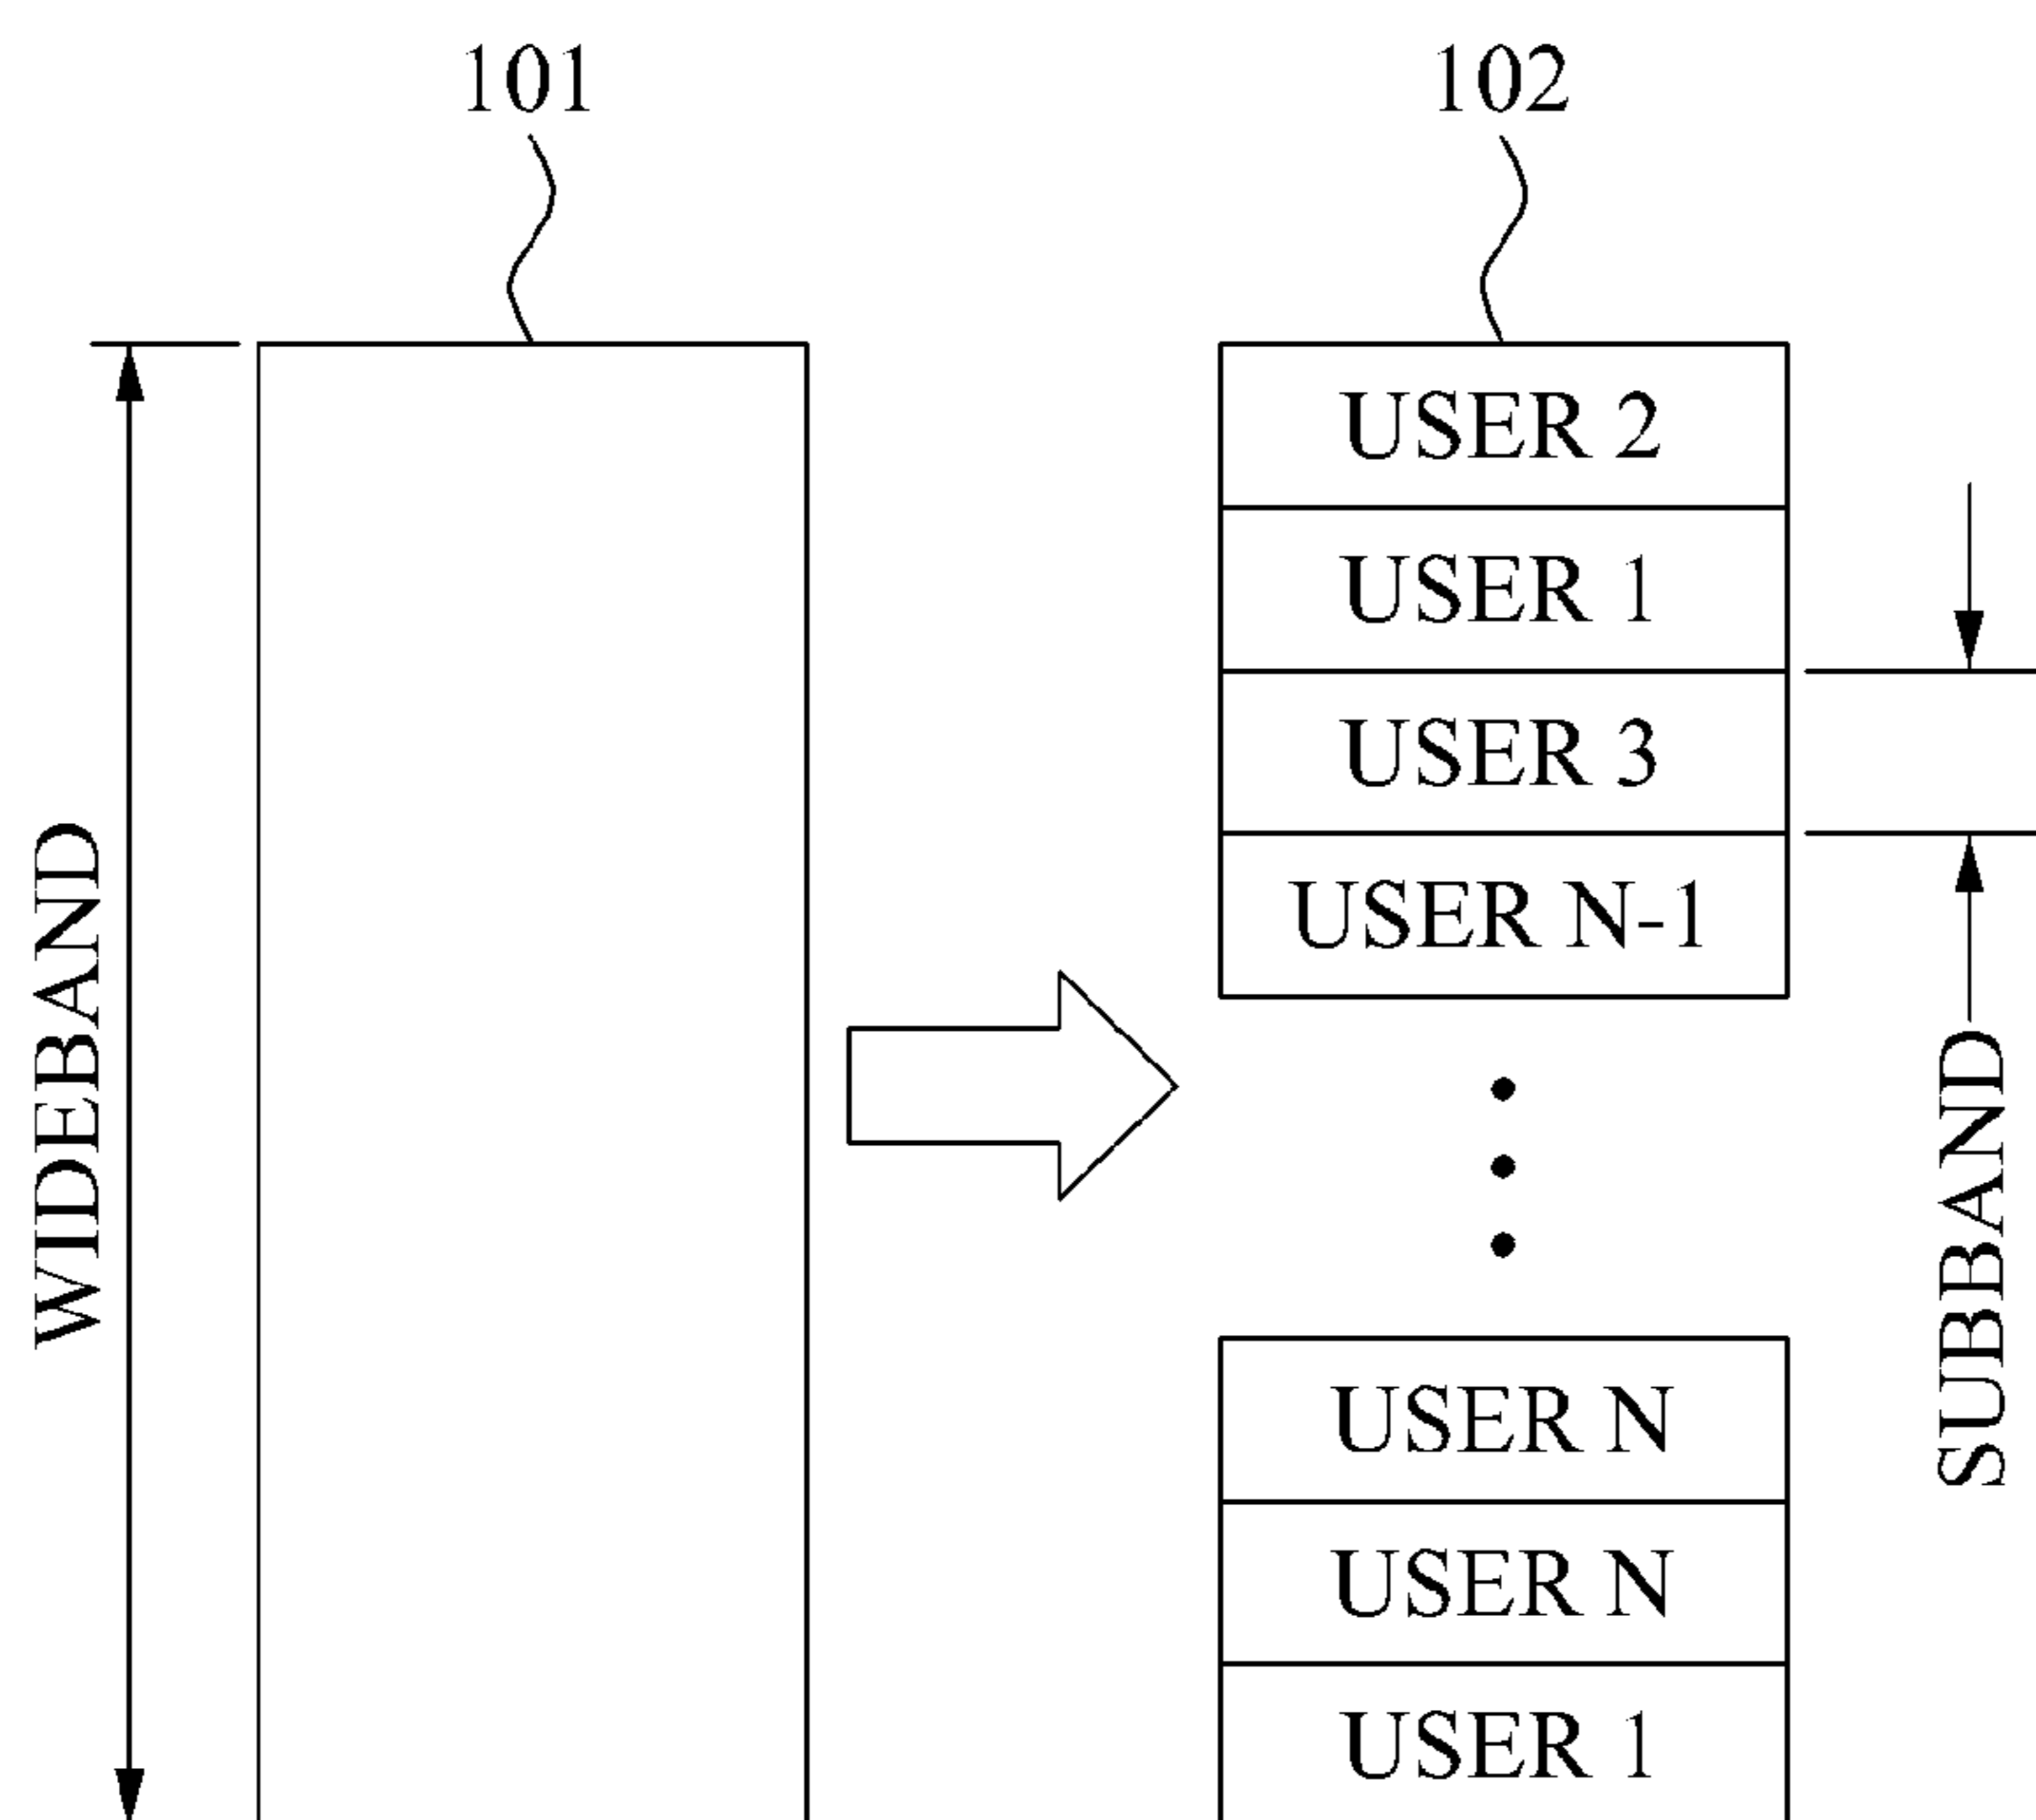 101
102
WIDEBAND
USER 2
USER 1
USER 3
USER N-1
USER N
USER N
USER 1
SUBBAND